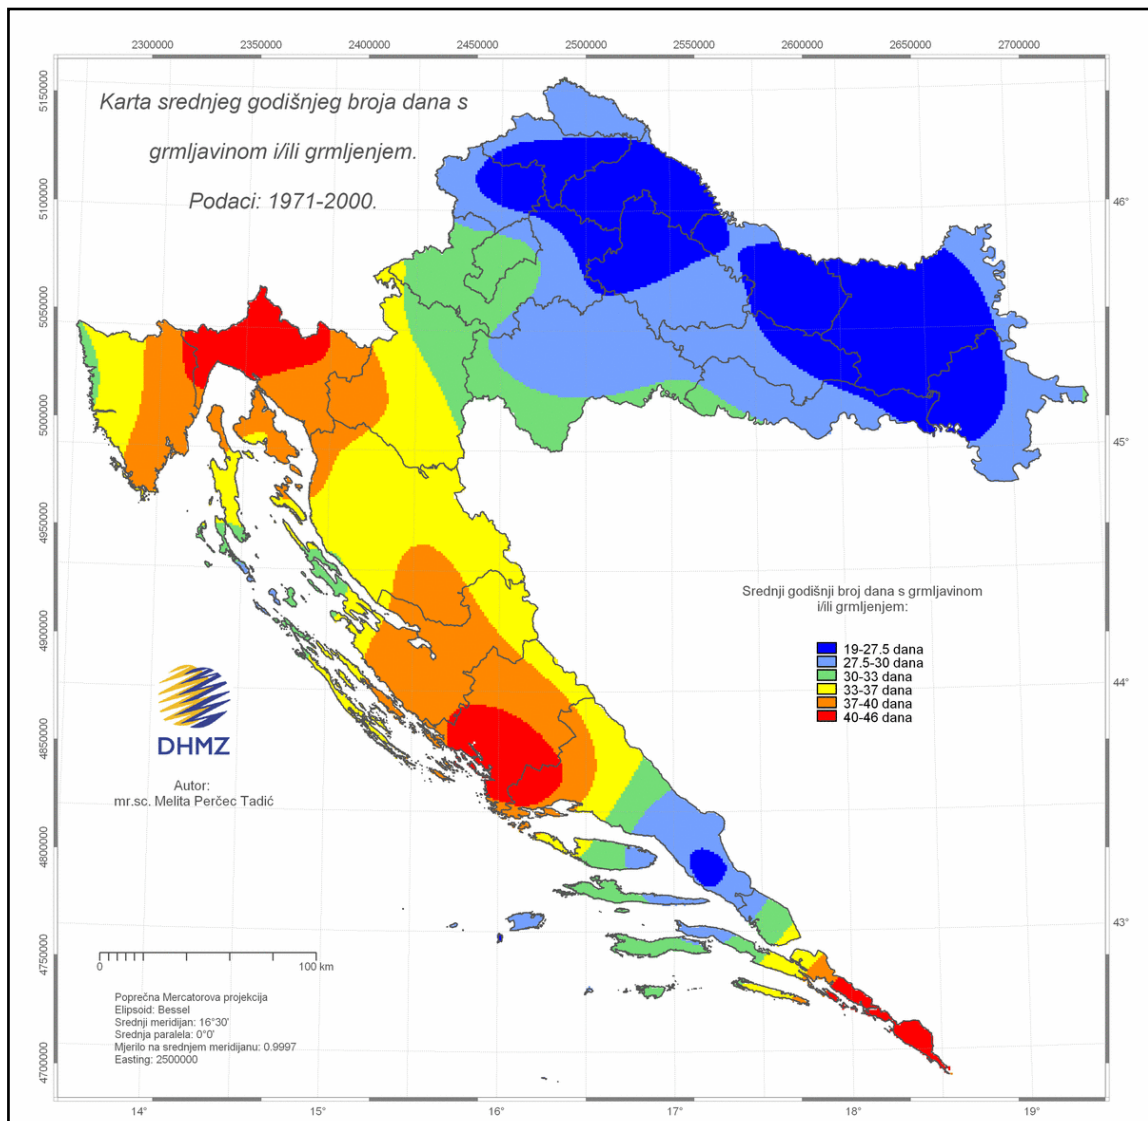 2300000 2350000 2400000 2450000 2500000 2550000 2600000 2650000 2700000
Karta srednjeg godišnjeg broja dana s
grmljavinom i/ili grmljenjem.
Podaci: 1971-2000.
5150000
5100000
5050000
5000000
4950000
4900000
4850000
4800000
4750000
4700000
46°
45°
44°
43°
Srednji godišnji broj dana s grmljavinom
i/ili grmljenjem:
19-27.5 dana
27.5-30 dana
30-33 dana
33-37 dana
37-40 dana
40-46 dana
DHMZ
Autor:
mr.sc. Melita Perčec Tadić
0 100 km
Poprečna Mercatorova projekcija
Elipsoid: Bessel
Srednji meridijan: 16°30'
Srednja paralela: 0°0'
Mjerilo na srednjem meridijanu: 0.9997
Easting: 2500000
14° 15° 16° 17° 18° 19°